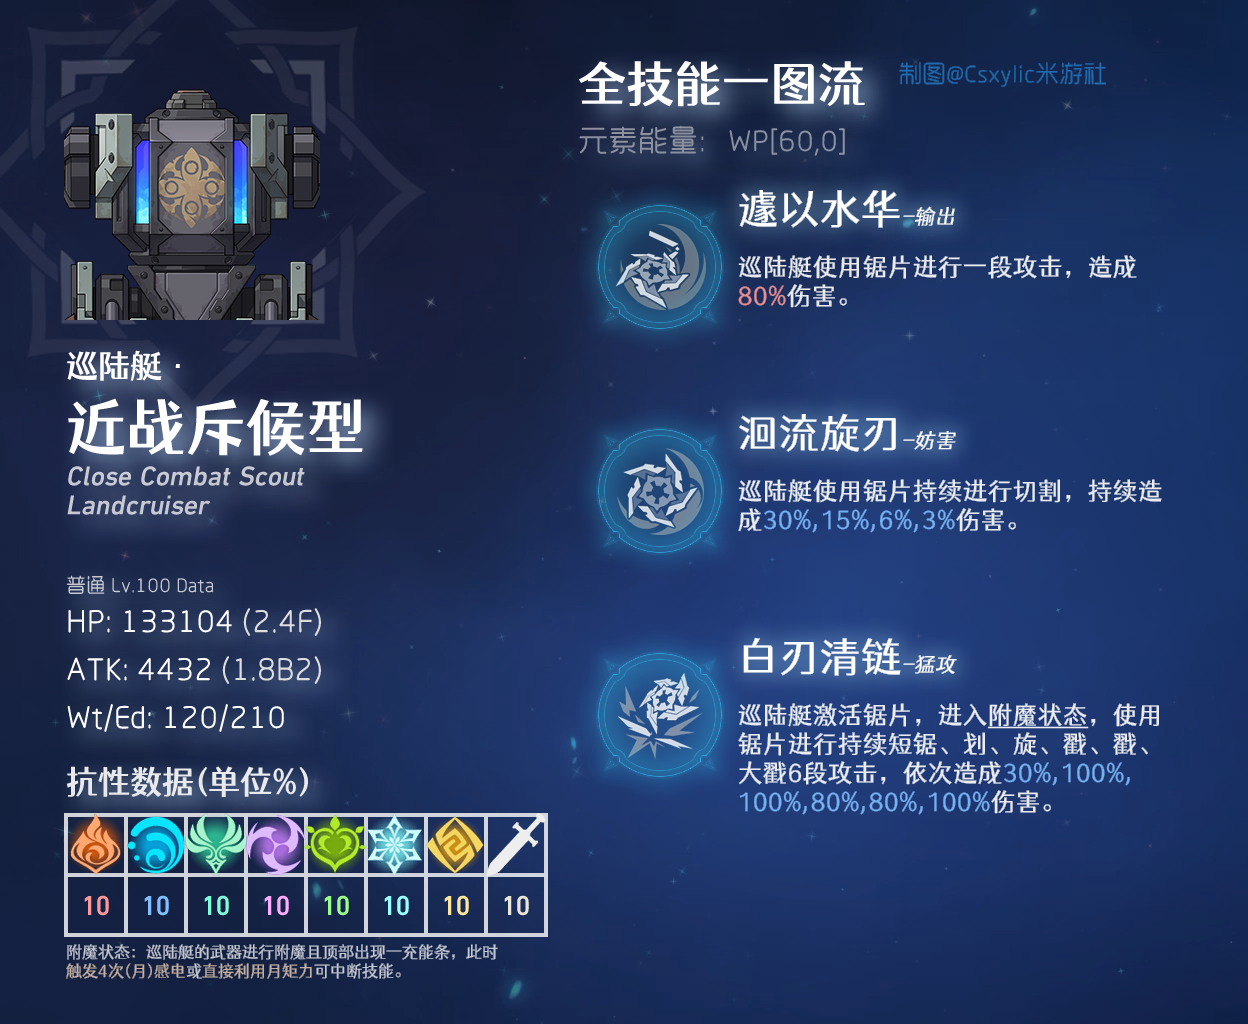 全技能一图流
制图@Csxylic米游社
元素能量： WP[60,0]
遽以水华-输出
巡陆艇使用锯片进行一段攻击，造成
80%伤害。
巡陆艇·
近战斥候型
Close Combat Scout
Landcruiser
洄流旋刃-妨害
巡陆艇使用锯片持续进行切割，持续造
成30%,15%,6%,3%伤害。
普通 Lv.100 Data
HP: 133104 (2.4F)
ATK: 4432 (1.8B2)
Wt/Ed: 120/210
白刃清链-猛攻
巡陆艇激活锯片，进入附魔状态，使用
锯片进行持续短锯、划、旋、戳、戳、
大戳6段攻击，依次造成30%,100%,
100%,80%,80%,100%伤害。
抗性数据(单位%)
10 10 10 10 10 10 10 10
附魔状态：巡陆艇的武器进行附魔且顶部出现一充能条，此时
触发4次(月)感电或直接利用月矩力可中断技能。